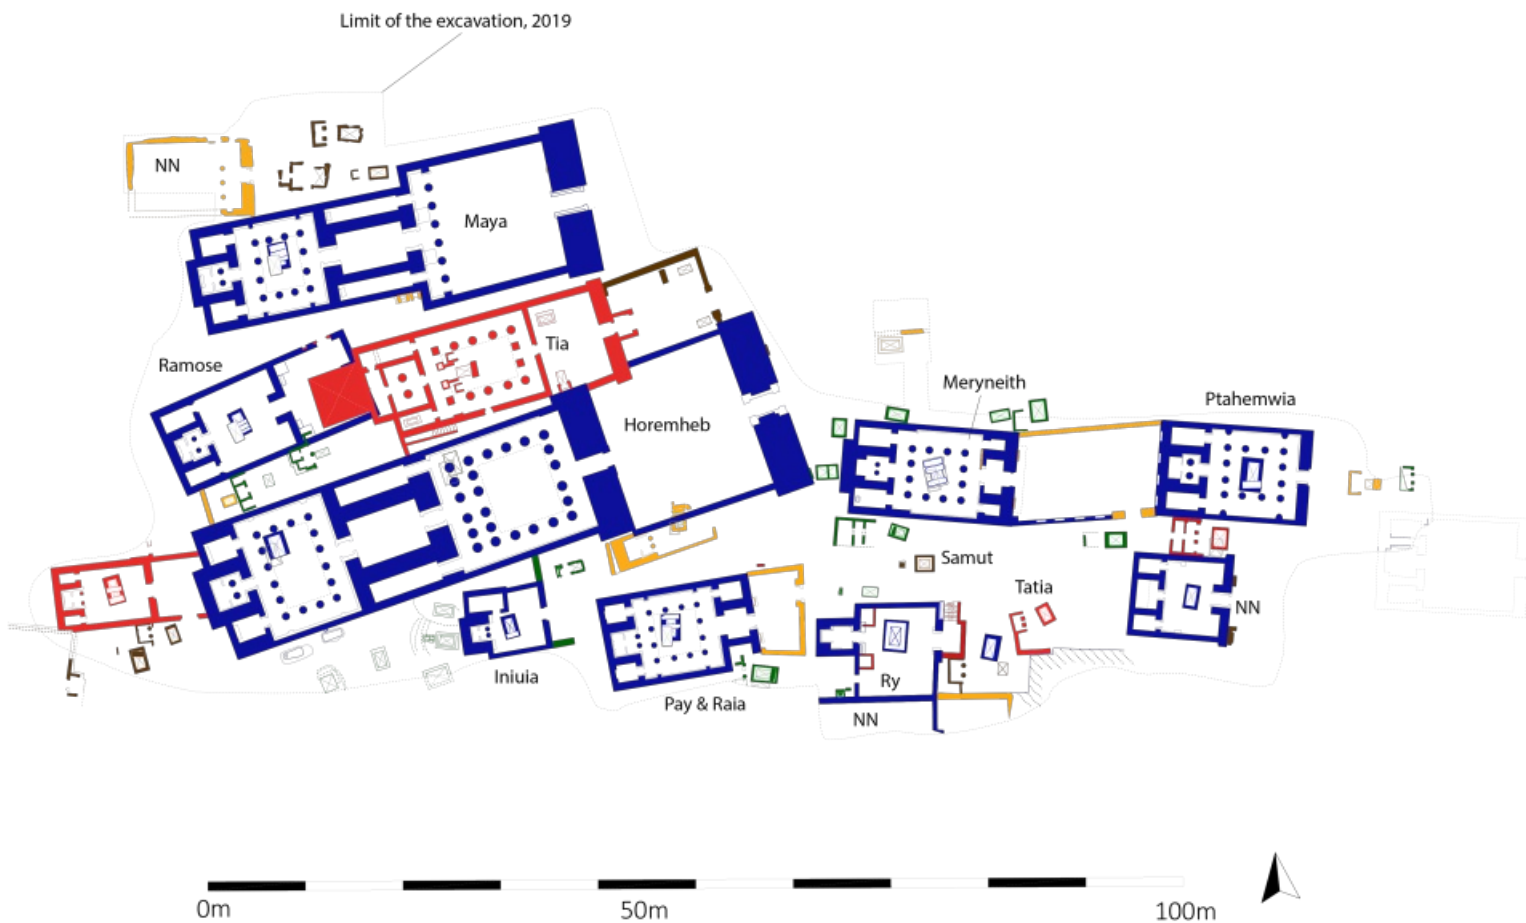 Limit of the excavation, 2019
NN
Maya
Ramose
Tia
Horemheb
Meryneith
Ptahemwia
Samut
Tatia
NN
Iniuia
Ry
Pay & Raia
NN
0m
50m
100m